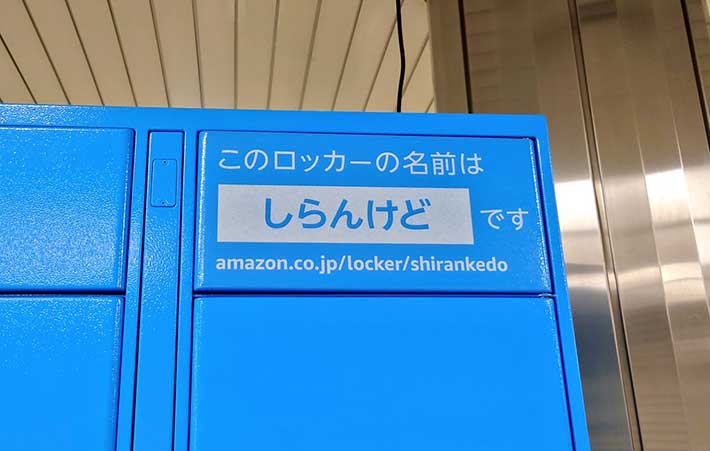 このロッカーの名前は
しらんけど です
amazon.co.jp/locker/shirankedo